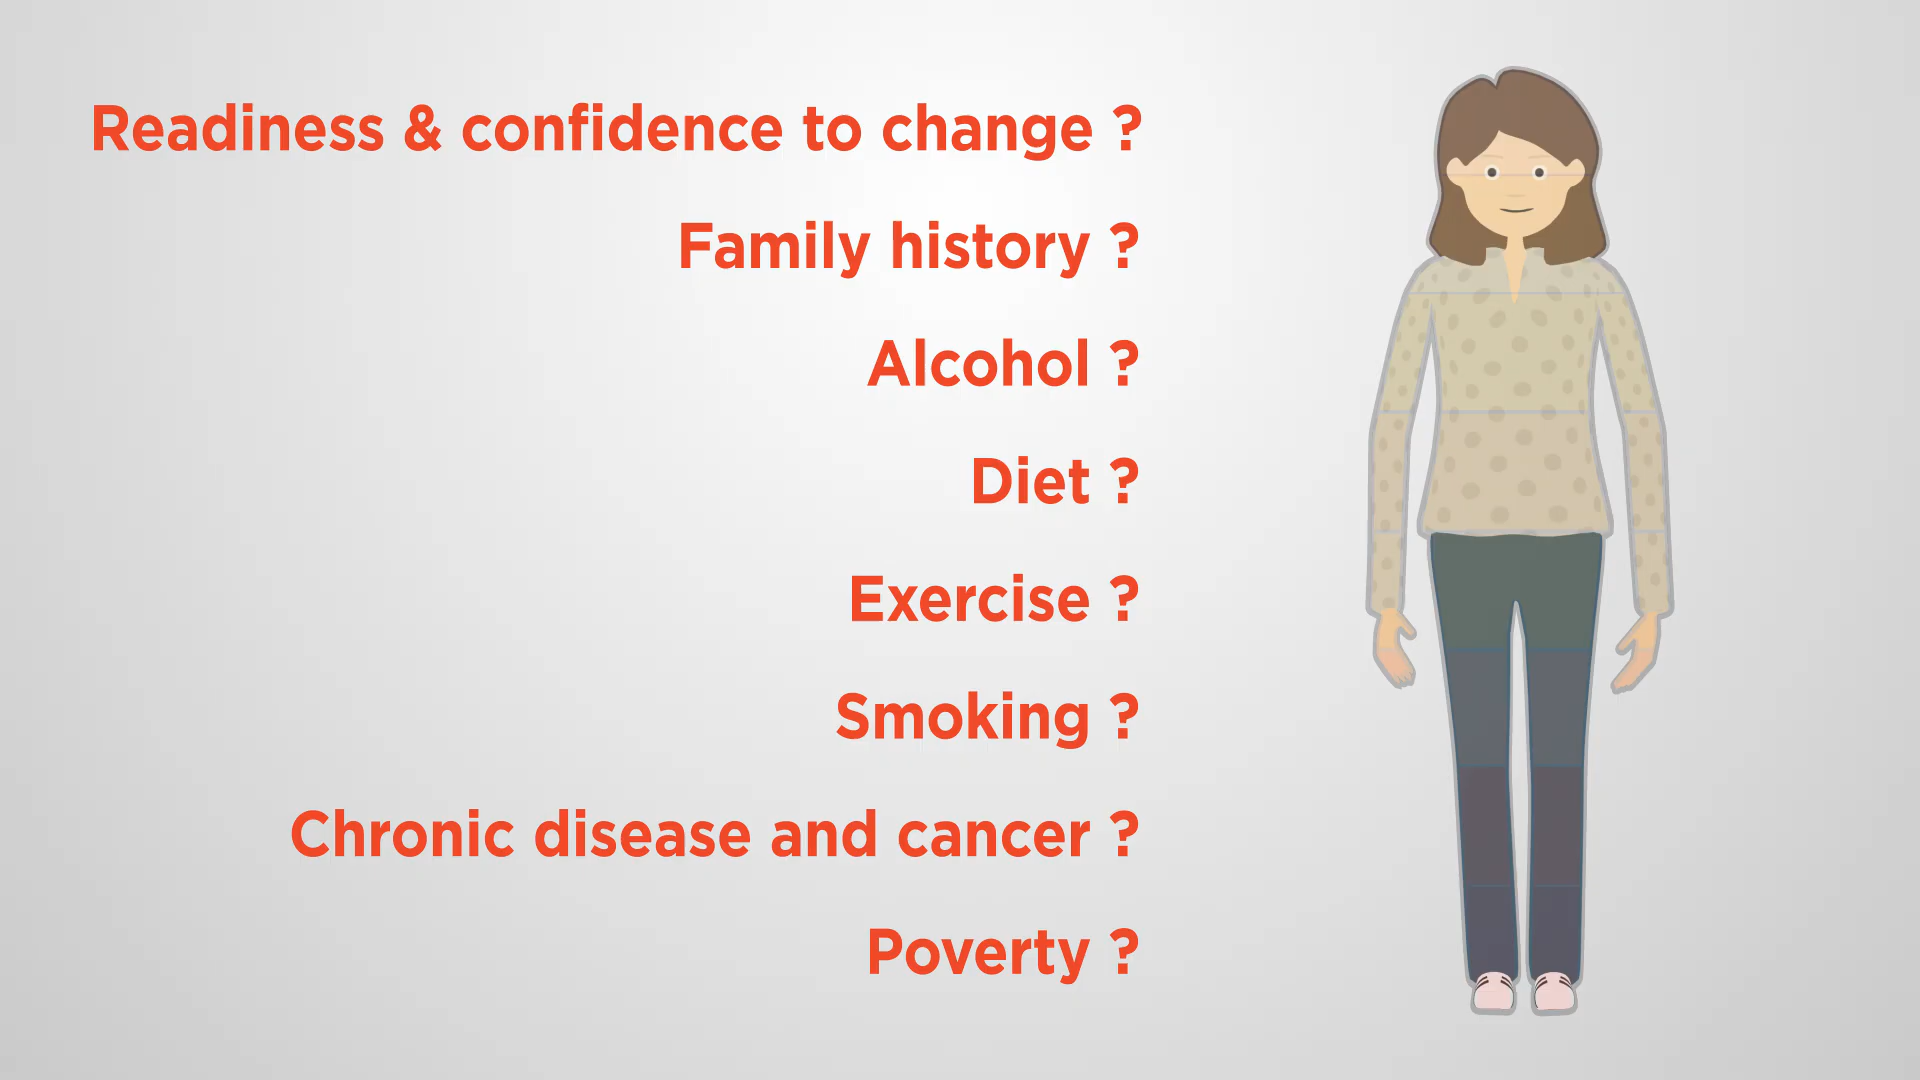 Readiness & confidence to change ?
Family history ?
Alcohol ?
Diet ?
Exercise ?
Smoking ?
Chronic disease and cancer ?
Poverty ?